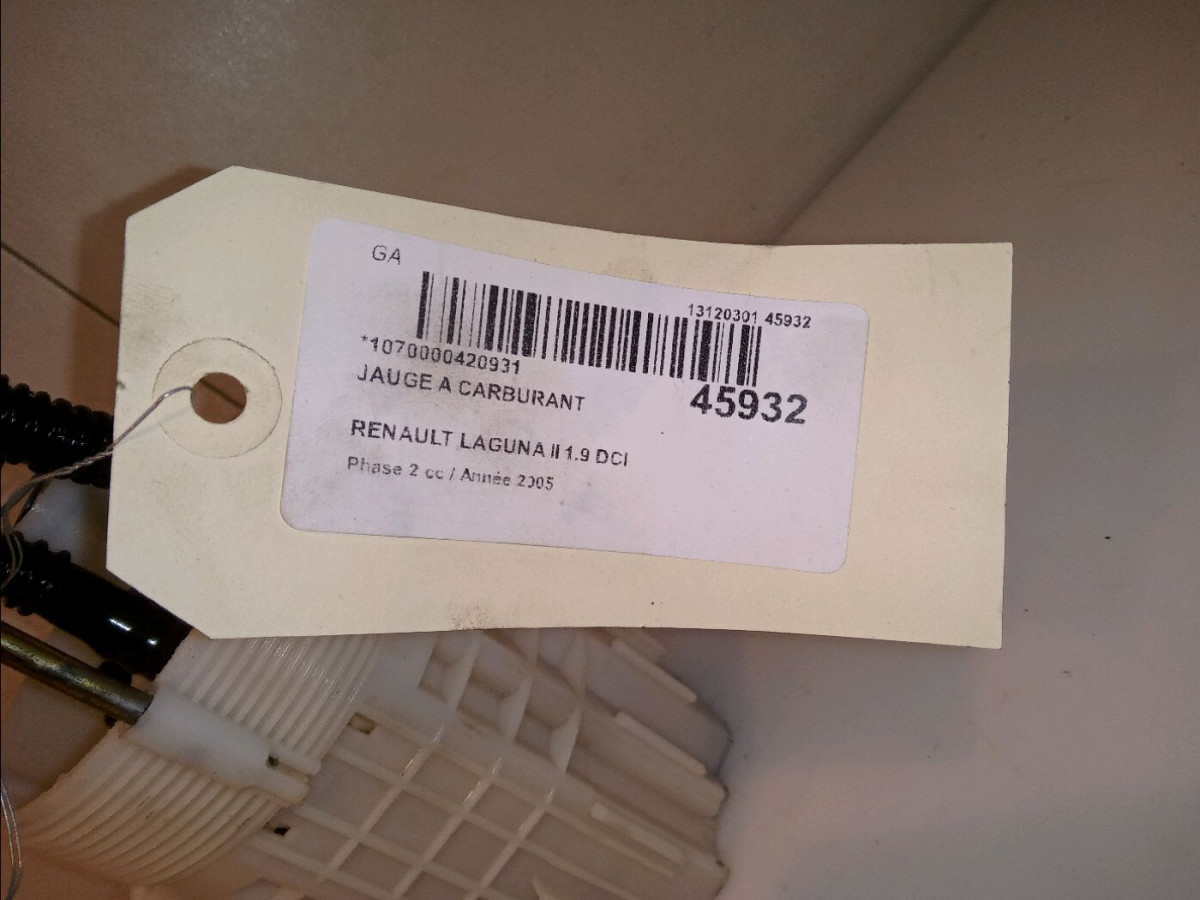 GA
13120301 45932
*1070000420931
JAUGE A CARBURANT
45932
RENAULT LAGUNA II 1.9 DCI
Phase 2 cc / Année 2005